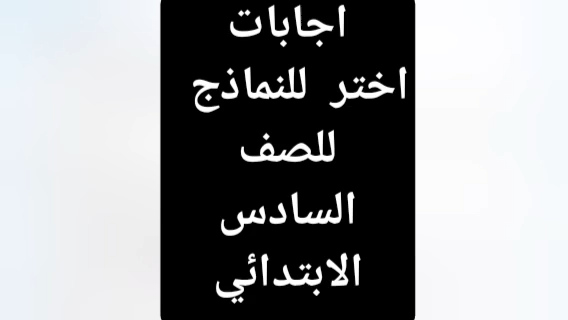 اجابات
اختر للنماذج
للصف
السادس
الابتدائي